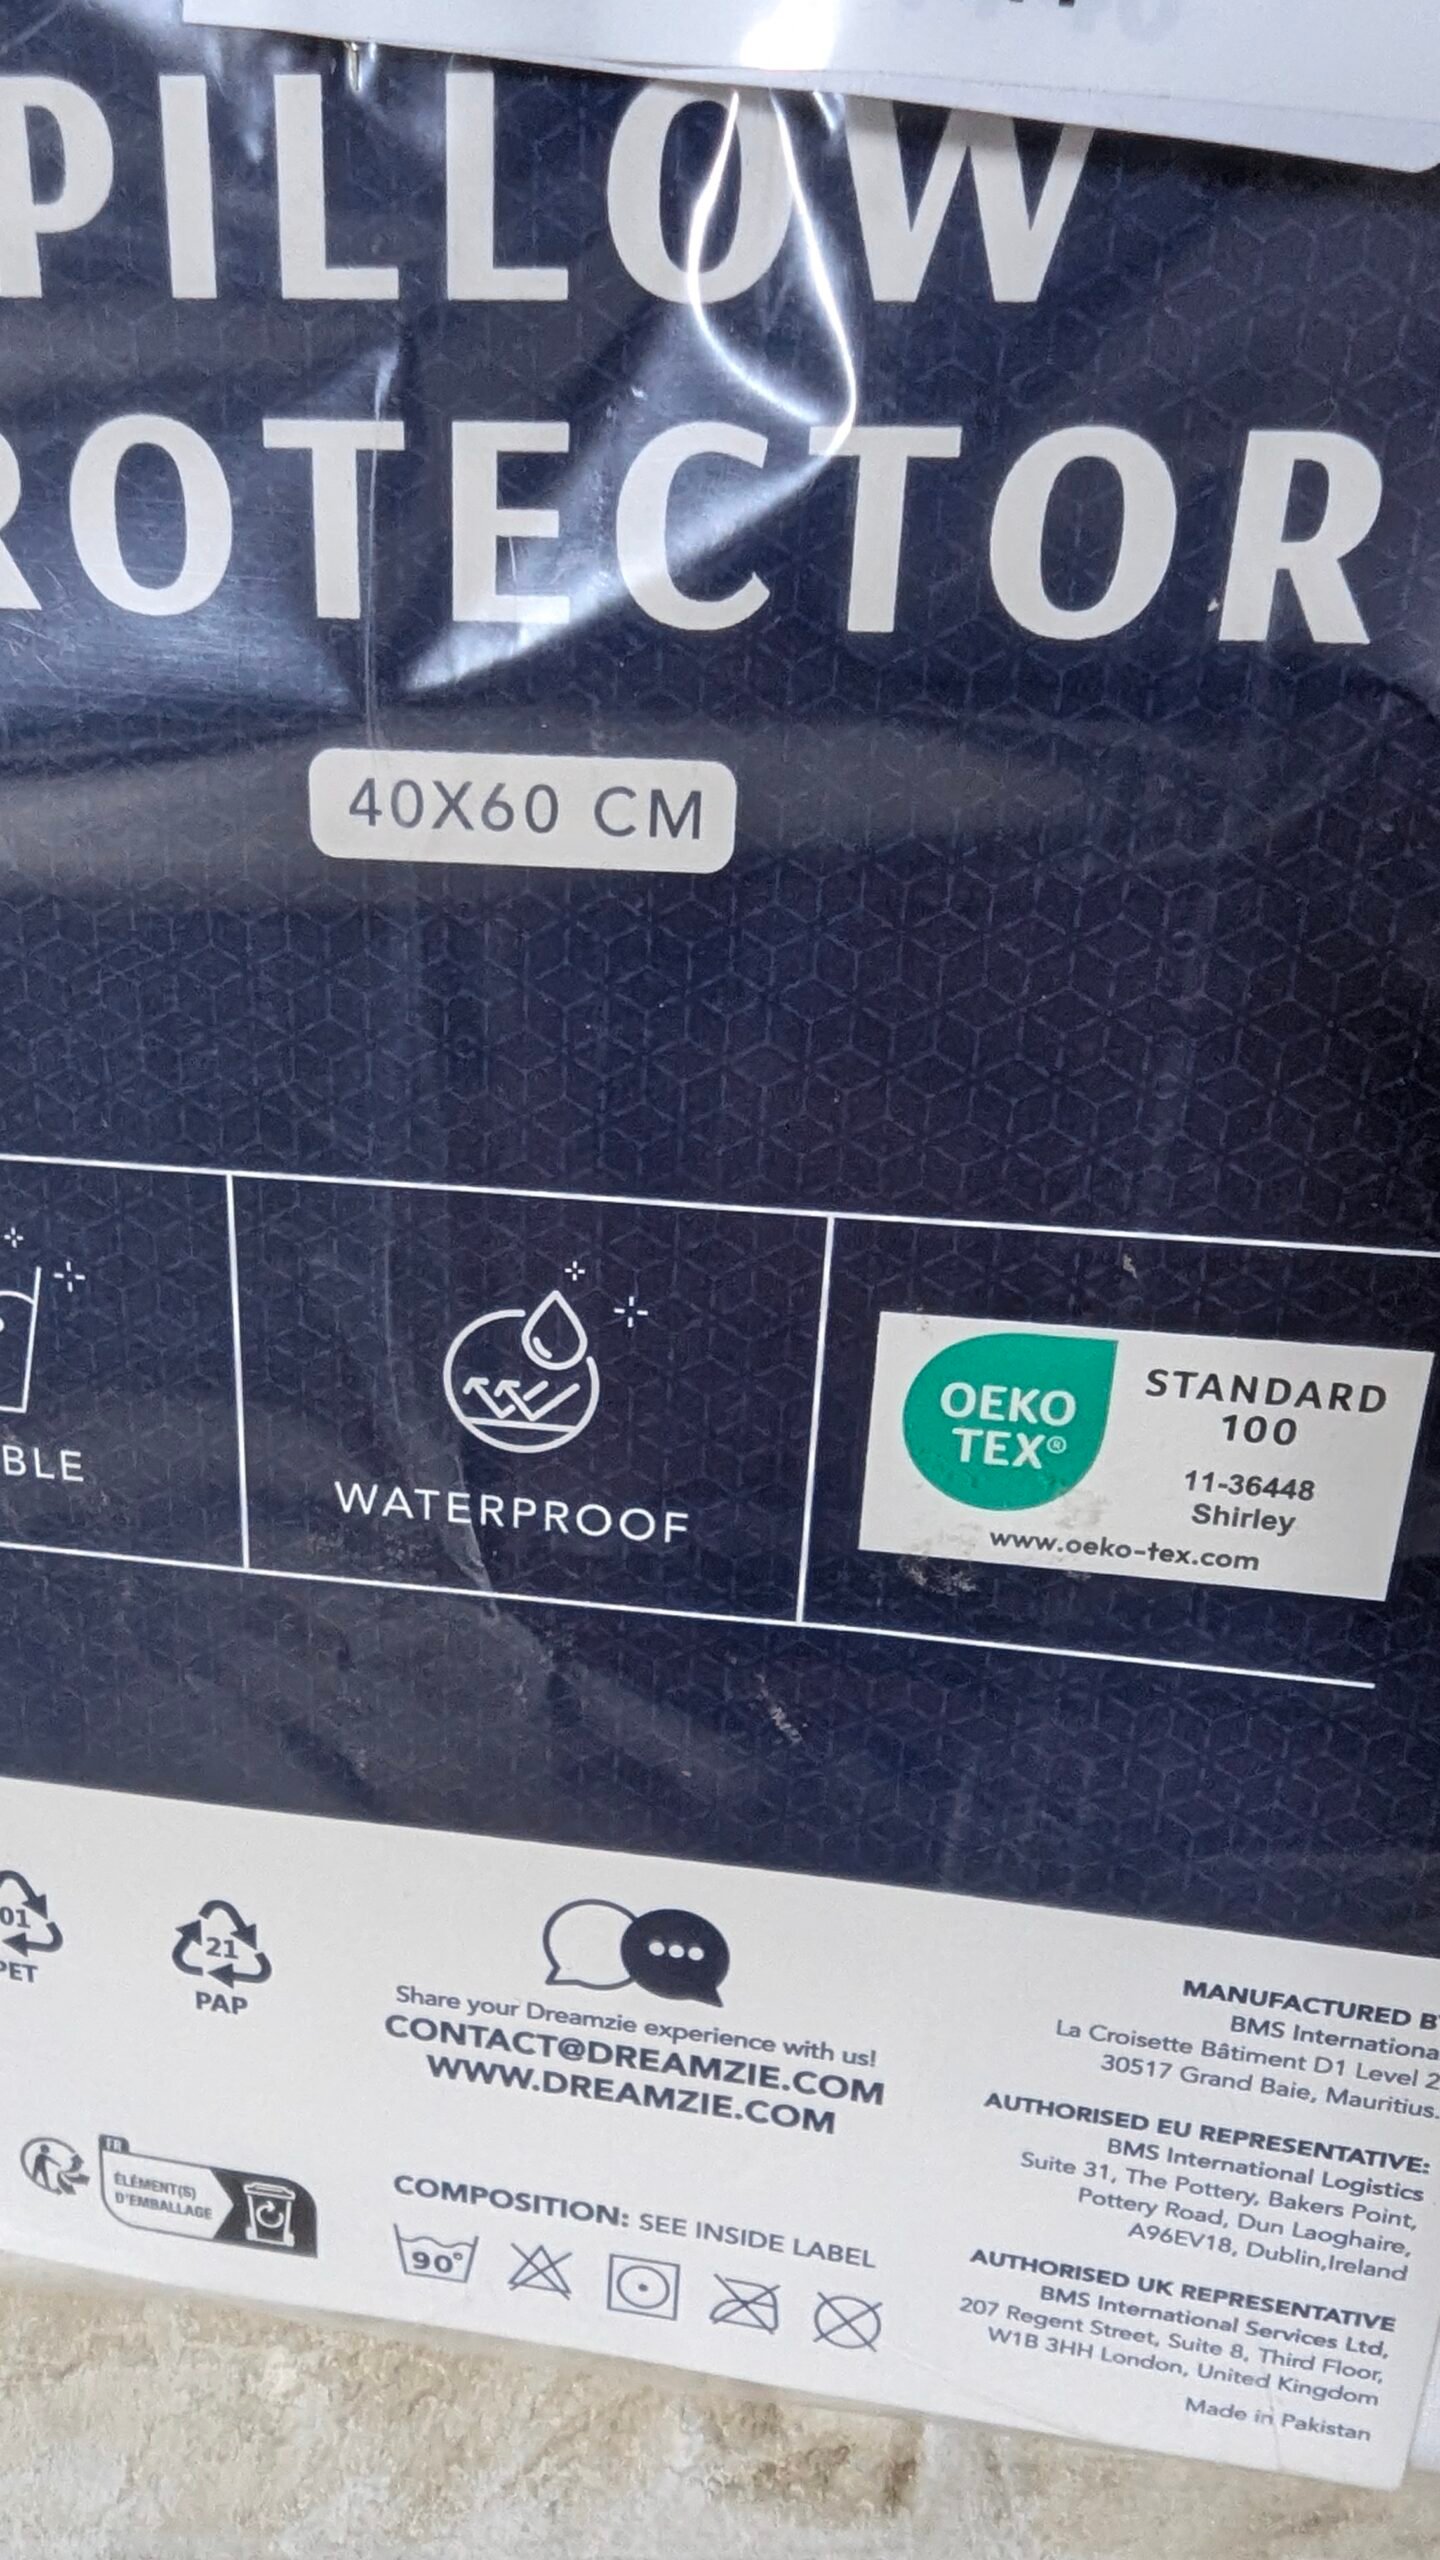 PILLOW
ROTECTOR
40X60 CM
BLE
WATERPROOF
OEKO
TEX®
STANDARD
100
11-36448
Shirley
www.oeko-tex.com
01
PET
21
PAP
Share your Dreamzie experience with us!
CONTACT@DREAMZIE.COM
WWW.DREAMZIE.COM
FR
ÉLÉMENT(S)
D'EMBALLAGE
COMPOSITION: SEE INSIDE LABEL
90°
MANUFACTURED B
BMS Internationa
La Croisette Bâtiment D1 Level 2
30517 Grand Baie, Mauritius.
AUTHORISED EU REPRESENTATIVE:
BMS International Logistics
Suite 31, The Pottery, Bakers Point,
Pottery Road, Dun Laoghaire,
A96EV18, Dublin,Ireland
AUTHORISED UK REPRESENTATIVE
BMS International Services Ltd,
207 Regent Street, Suite 8, Third Floor,
W1B 3HH London, United Kingdom
Made in Pakistan